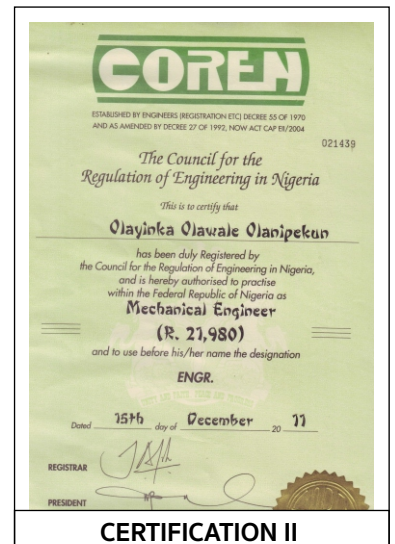 COREN
ESTABLISHED BY ENGINEERS (REGISTRATION ETC) DECREE 55 OF 1970
AND AS AMENDED BY DECREE 27 OF 1992, NOW ACT CAP E11/2004
021439
The Council for the
Regulation of Engineering in Nigeria
This is to certify that
Olayinka Olawale Olanipekun
has been duly Registered by
the Council for the Regulation of Engineering in Nigeria,
and is hereby authorised to practise
within the Federal Republic of Nigeria as
Mechanical Engineer
(R. 21,980)
and to use before his/her name the designation
ENGR.
Dated 15th day of December 20 11
REGISTRAR
PRESIDENT
CERTIFICATION II